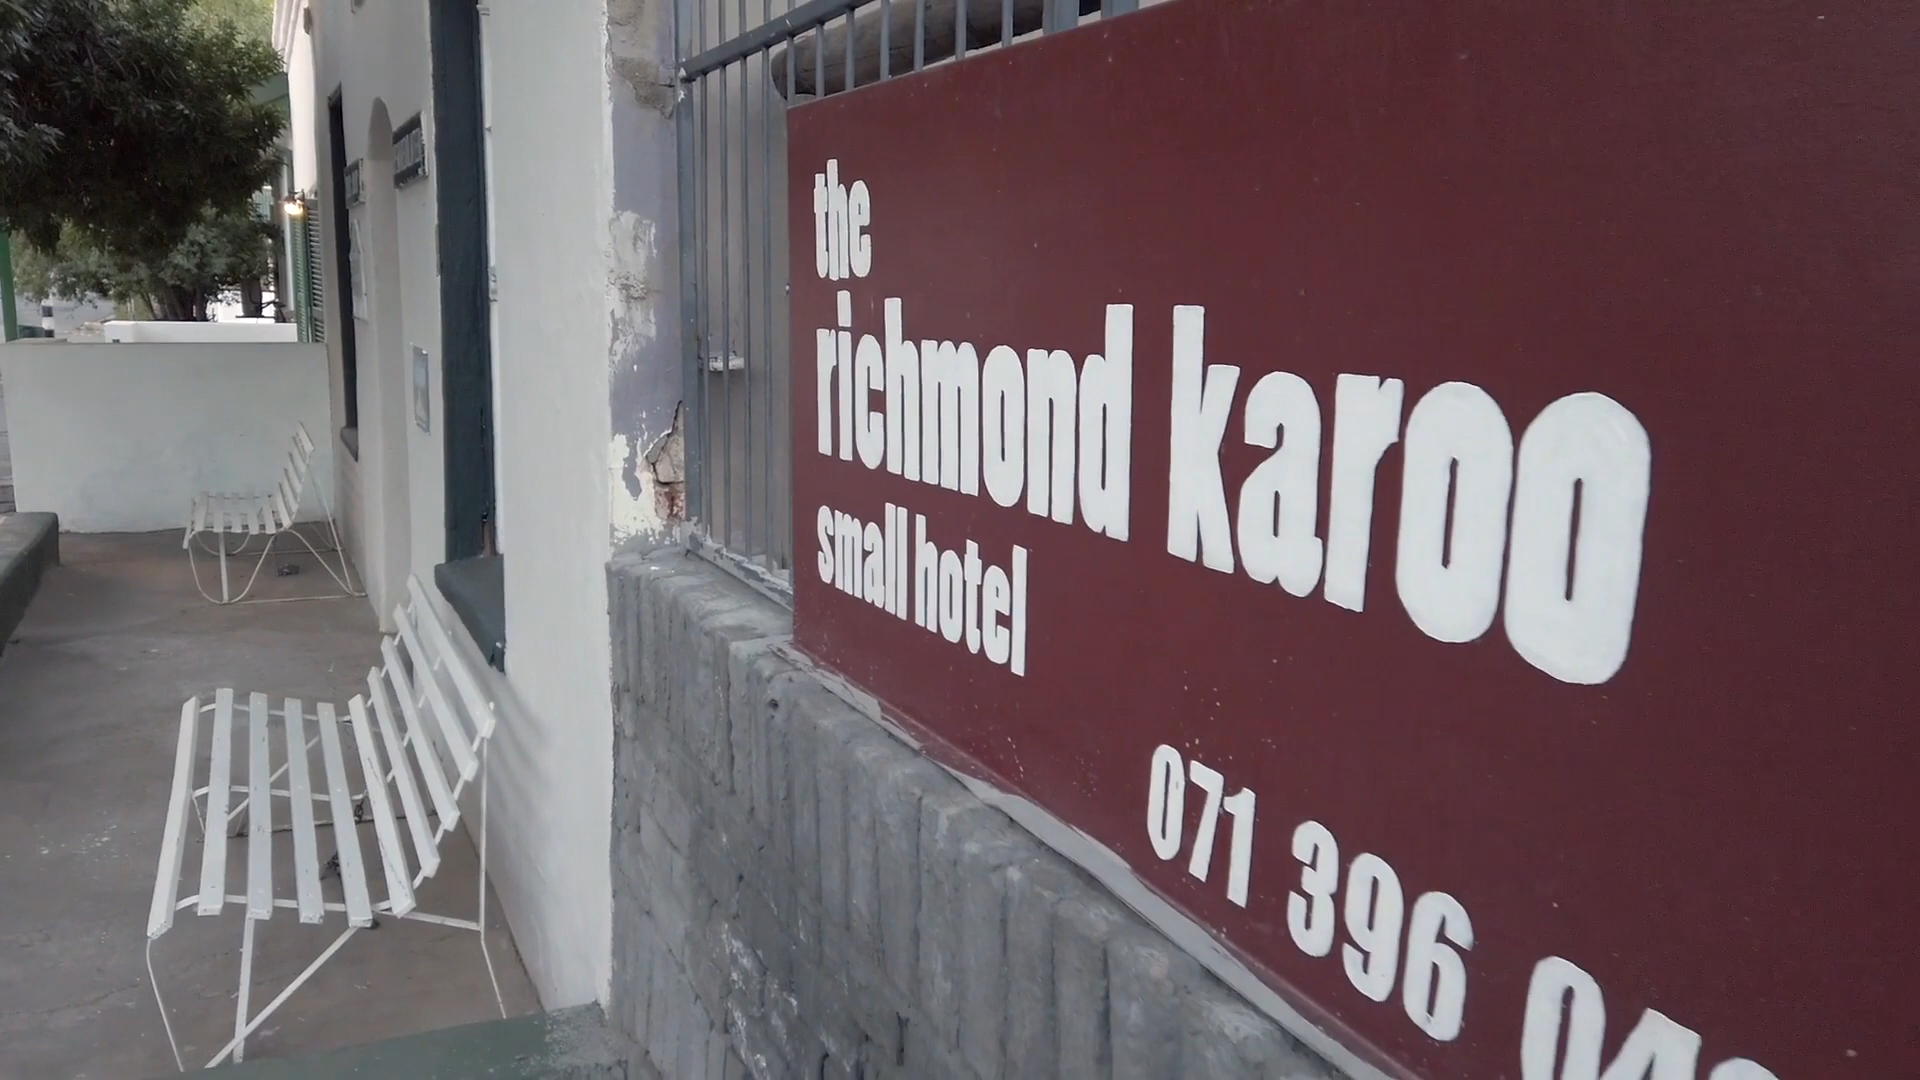 the
richmond karoo
small hotel
071 396